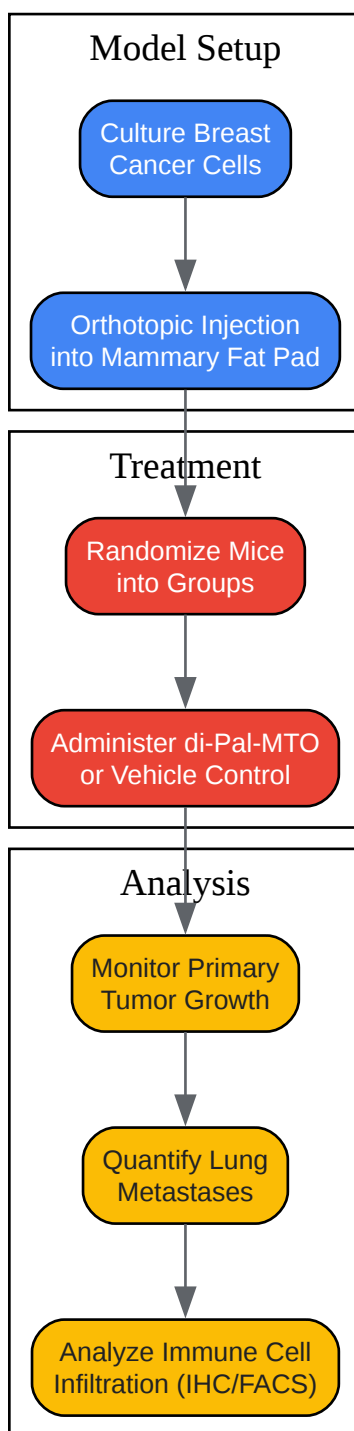 Model Setup
Culture Breast
Cancer Cells
Orthotopic Injection
into Mammary Fat Pad
Treatment
Randomize Mice
into Groups
Administer di-Pal-MTO
or Vehicle Control
Analysis
Monitor Primary
Tumor Growth
Quantify Lung
Metastases
Analyze Immune Cell
Infiltration (IHC/FACS)